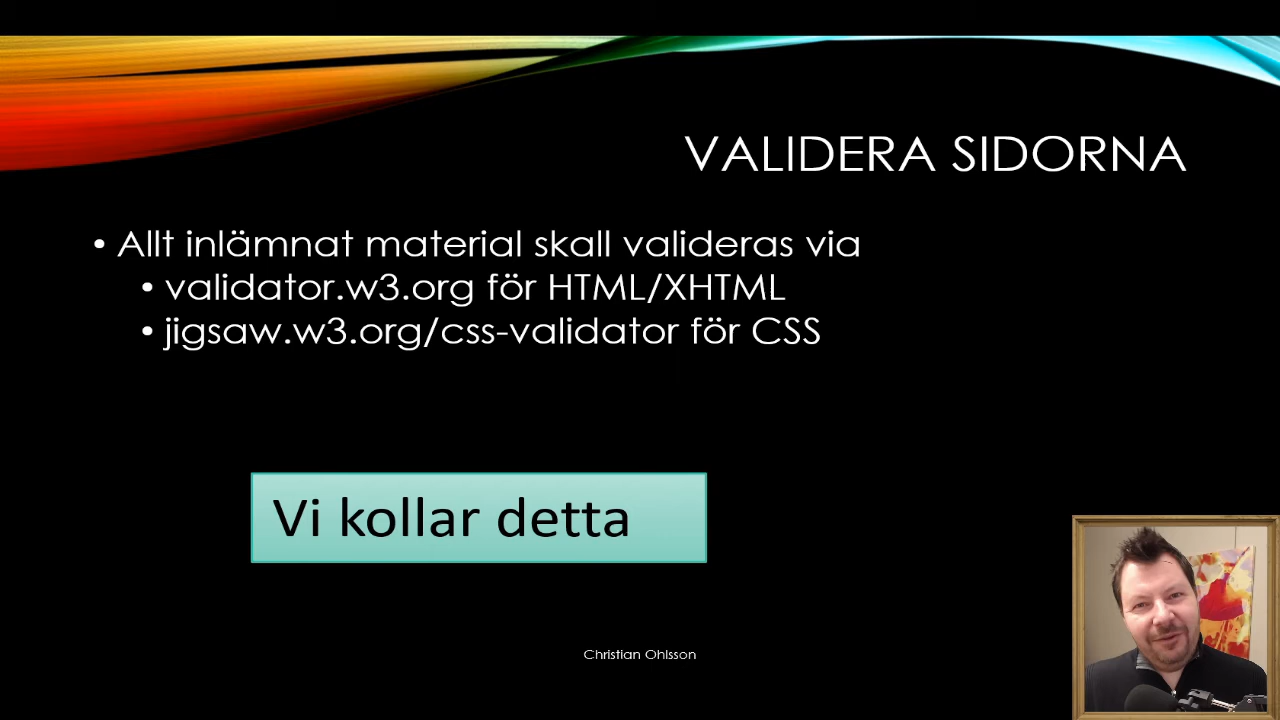 VALIDERA SIDORNA
• Allt inlämnat material skall valideras via
• validator.w3.org för HTML/XHTML
• jigsaw.w3.org/css-validator för CSS
Vi kollar detta
Christian Ohlsson